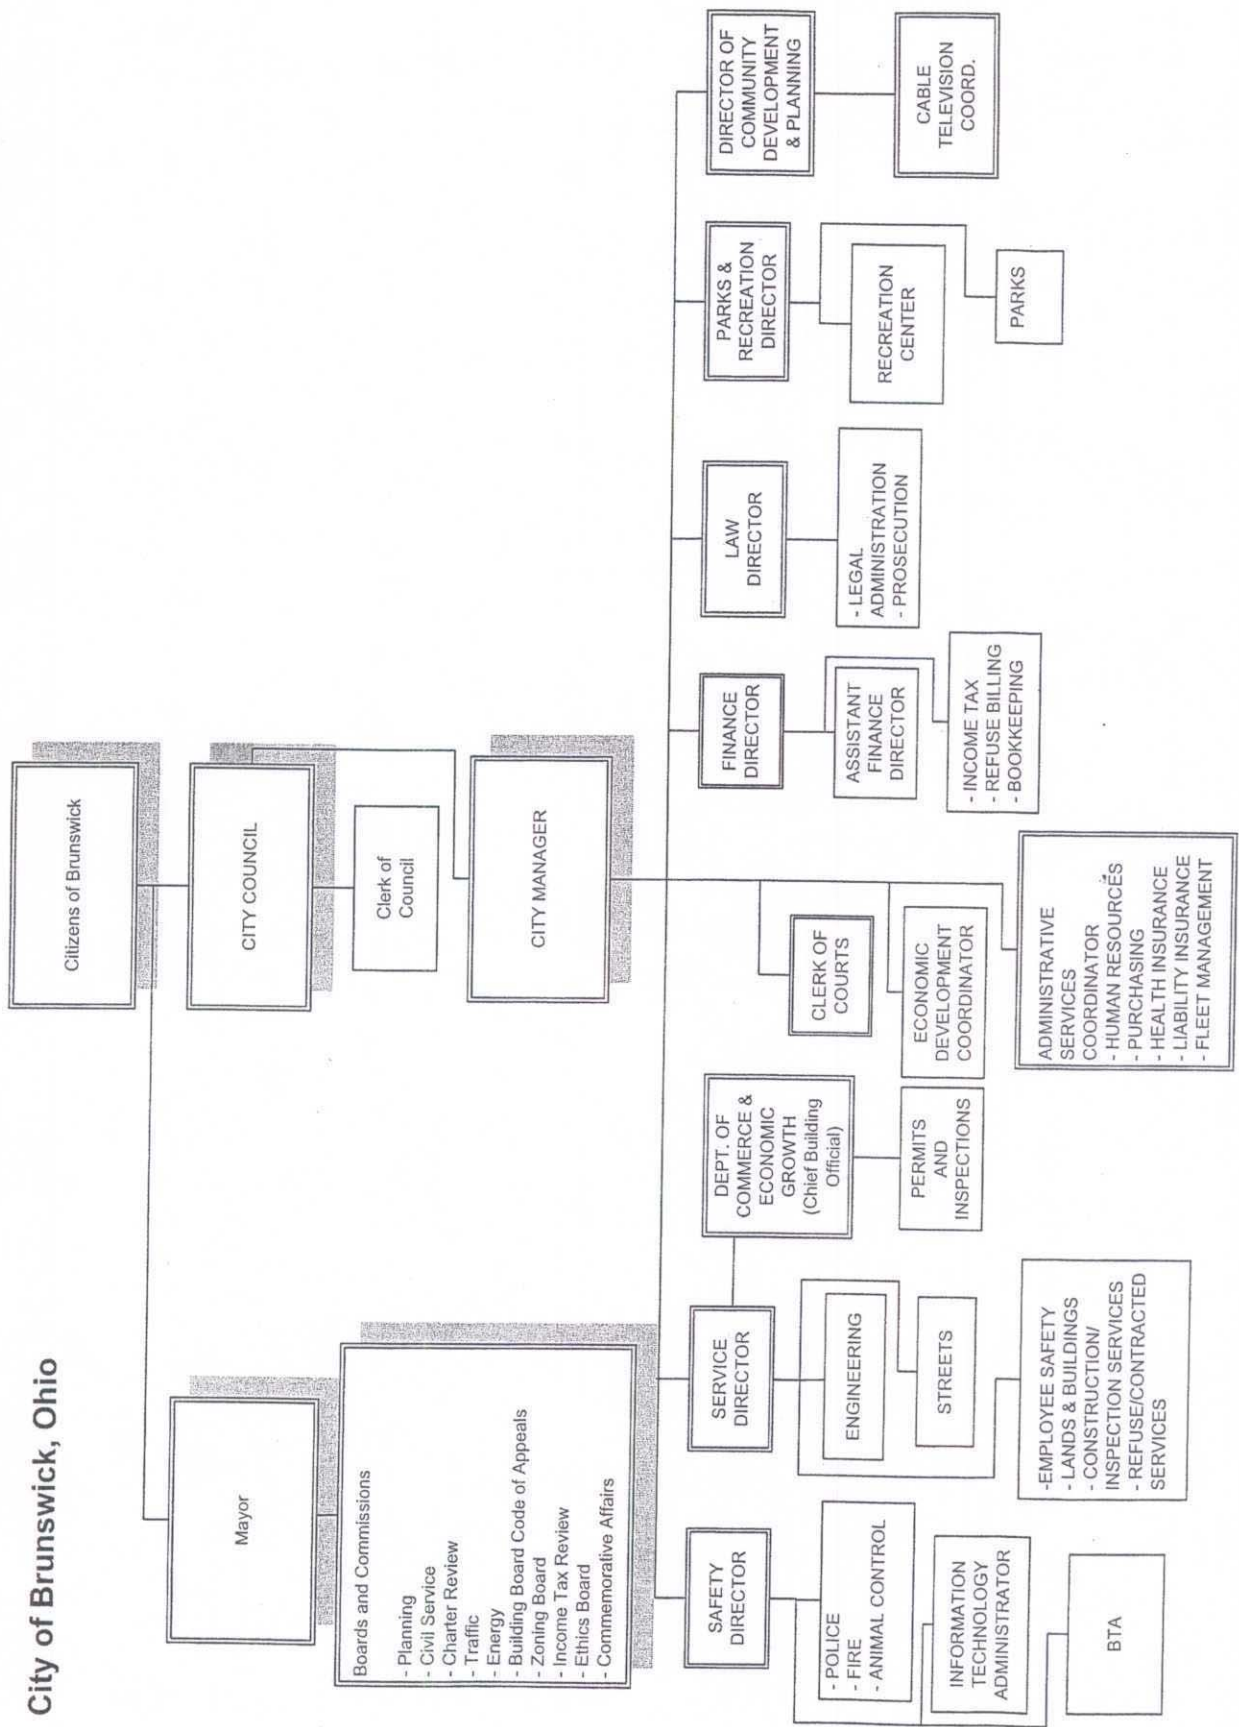 City of Brunswick, Ohio
Citizens of Brunswick
Mayor
CITY COUNCIL
Clerk of
Council
Boards and Commissions
- Planning
- Civil Service
- Charter Review
- Traffic
- Energy
- Building Board Code of Appeals
- Zoning Board
- Income Tax Review
- Ethics Board
- Commemorative Affairs
CITY MANAGER
SAFETY
DIRECTOR
- POLICE
- FIRE
- ANIMAL CONTROL
INFORMATION
TECHNOLOGY
ADMINISTRATOR
BTA
SERVICE
DIRECTOR
ENGINEERING
STREETS
-EMPLOYEE SAFETY
- LANDS & BUILDINGS
- CONSTRUCTION/
INSPECTION SERVICES
- REFUSE/CONTRACTED
SERVICES
DEPT. OF
COMMERCE &
ECONOMIC
GROWTH
(Chief Building
Official)
PERMITS
AND
INSPECTIONS
CLERK OF
COURTS
ECONOMIC
DEVELOPMENT
COORDINATOR
ADMINISTRATIVE
SERVICES
COORDINATOR
- HUMAN RESOURCES
- PURCHASING
- HEALTH INSURANCE
- LIABILITY INSURANCE
- FLEET MANAGEMENT
FINANCE
DIRECTOR
ASSISTANT
FINANCE
DIRECTOR
- INCOME TAX
- REFUSE BILLING
- BOOKKEEPING
LAW
DIRECTOR
- LEGAL
ADMINISTRATION
- PROSECUTION
PARKS &
RECREATION
DIRECTOR
RECREATION
CENTER
PARKS
DIRECTOR OF
COMMUNITY
DEVELOPMENT
& PLANNING
CABLE
TELEVISION
COORD.